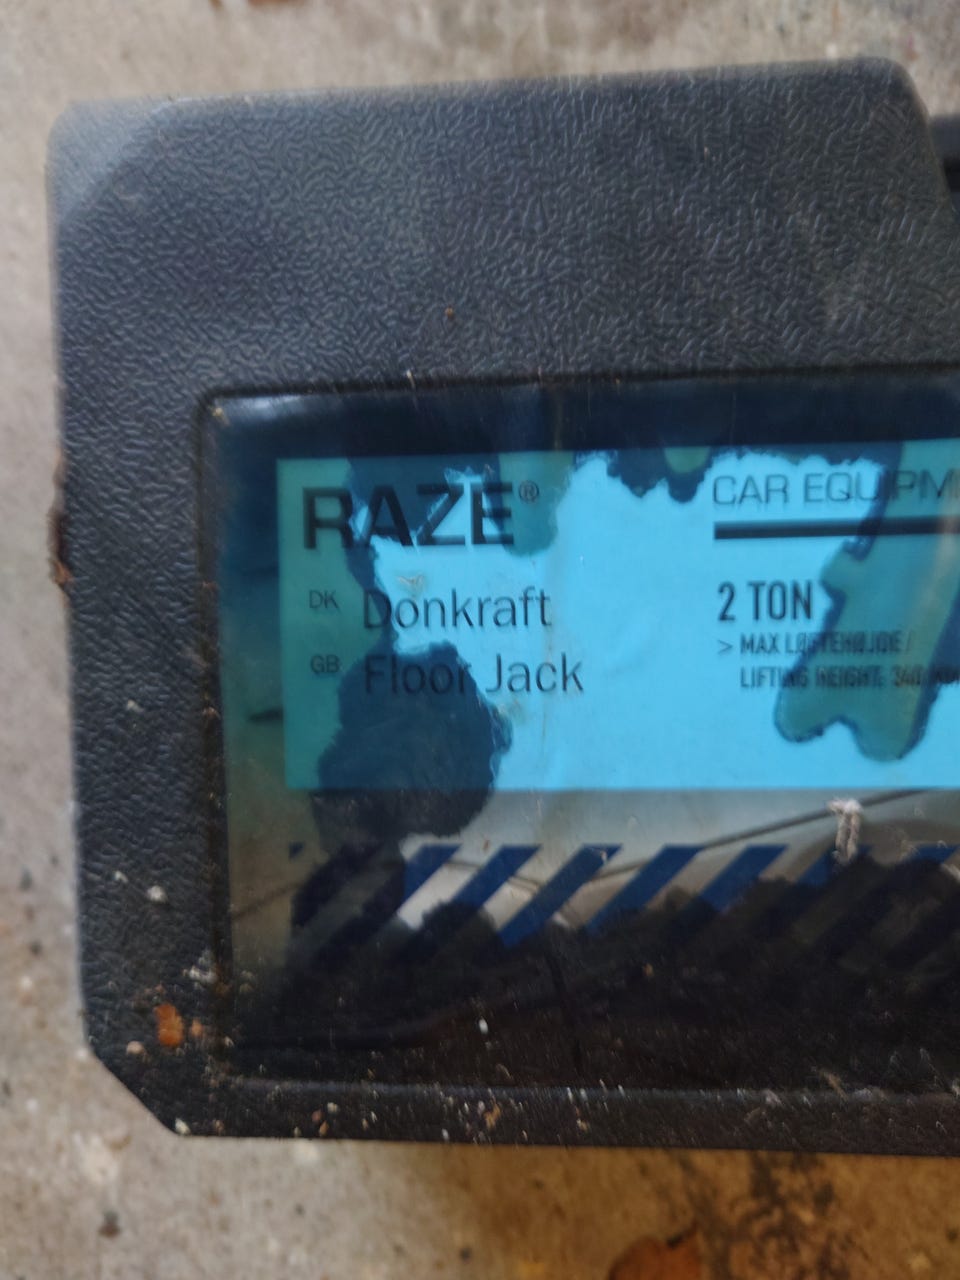 RAZE®
CAR EQUIPM
DK Donkraft
GB Floor Jack
2 TON
> MAX LØFTEHØJDE/
LIFTING HEIGHT: 340